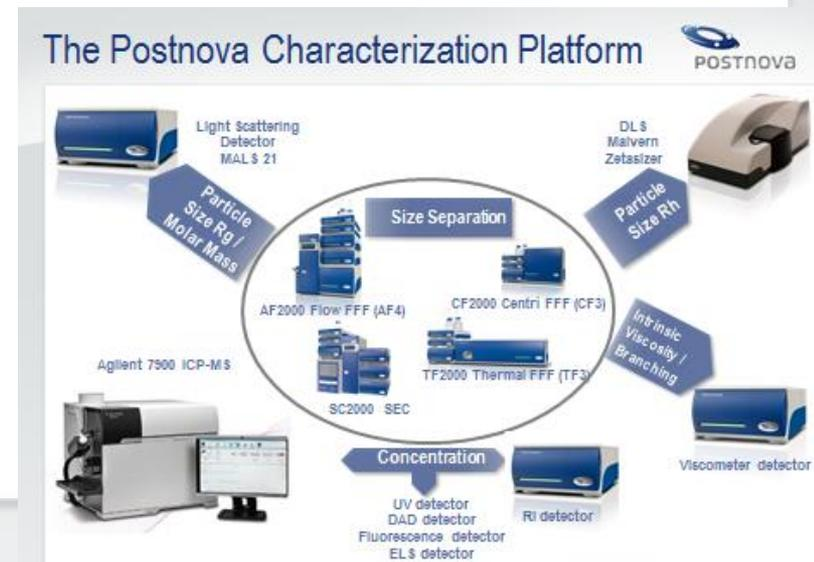 The Postnova Characterization Platform
POSTNOVA
Light Scattering
Detector
MALS 21
DLS
Malvern
Zetasizer
Particle
Size Rg /
Molar Mass
Size Separation
Particle
Size Rh
AF2000 Flow FFF (AF4)
CF2000 Centri FFF (CF3)
Intrinsic
Viscosity /
Branching
Agilent 7900 ICP-MS
TF2000 Thermal FFF (TF3)
SC2000 SEC
Concentration
Viscometer detector
UV detector
DAD detector
Fluorescence detector
ELS detector
RI detector